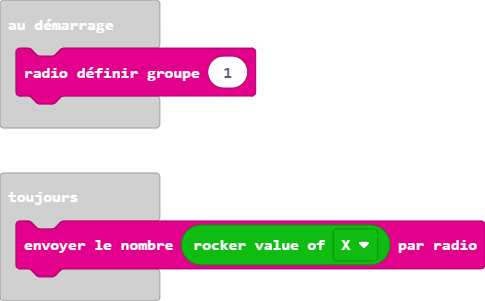 au démarrage
radio définir groupe 1
toujours
envoyer le nombre rocker value of X par radio